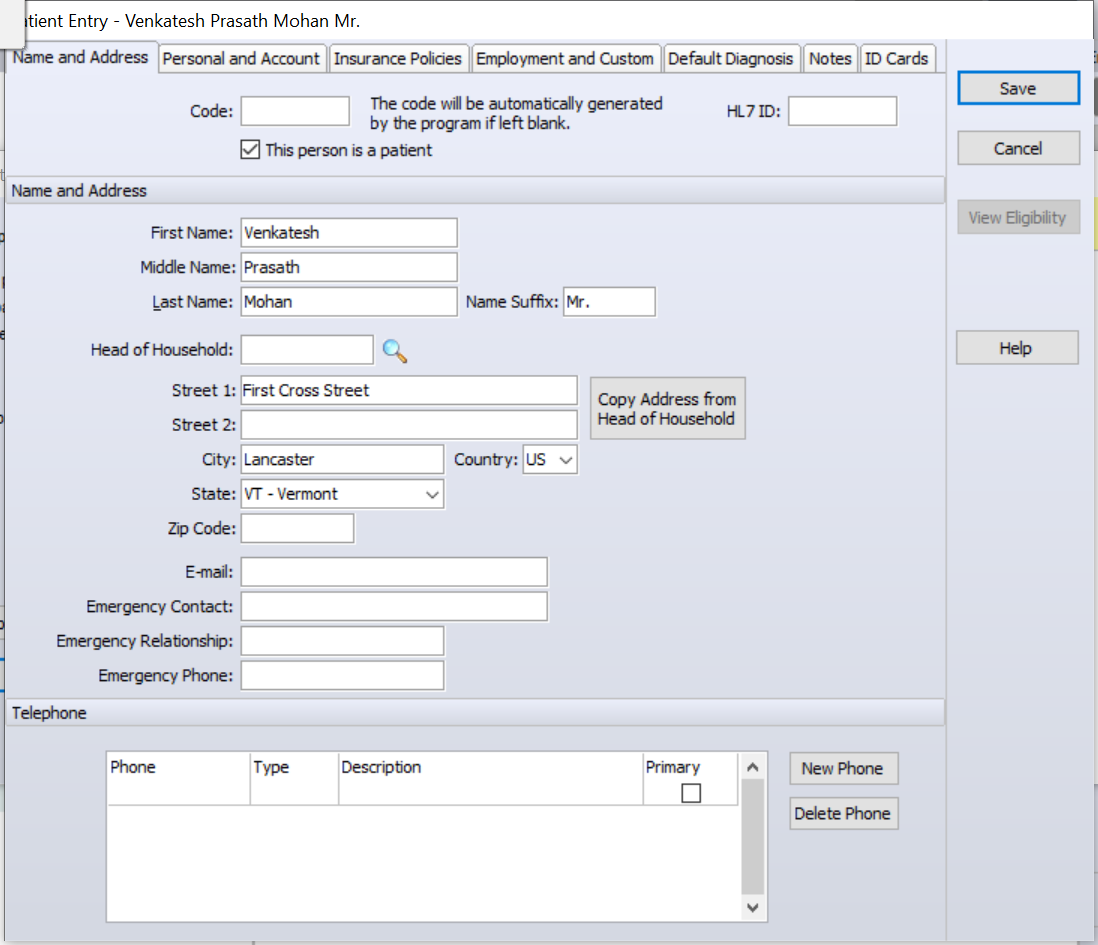 tient Entry - Venkatesh Prasath Mohan Mr.
Name and Address Personal and Account Insurance Policies Employment and Custom Default Diagnosis Notes ID Cards
Save
Code: The code will be automatically generated
by the program if left blank.
HL7 ID:
This person is a patient
Cancel
Name and Address
View Eligibility
First Name: Venkatesh
Middle Name: Prasath
Last Name: Mohan Name Suffix: Mr.
Head of Household:
Help
Street 1: First Cross Street
Copy Address from
Head of Household
Street 2:
City: Lancaster Country: US
State: VT - Vermont
Zip Code:
E-mail:
Emergency Contact:
Emergency Relationship:
Emergency Phone:
Telephone
Phone Type Description Primary
New Phone
Delete Phone